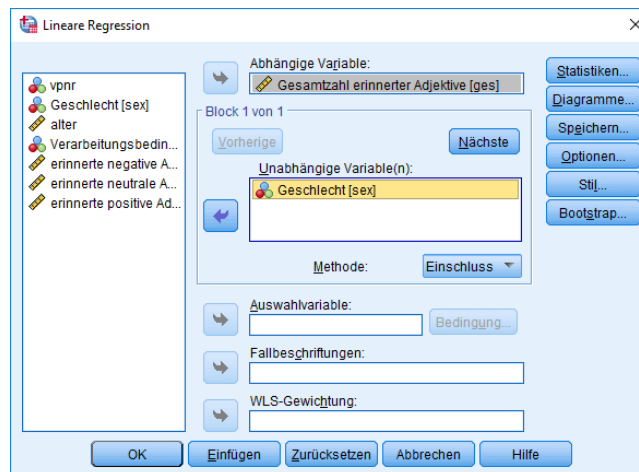 Lineare Regression
vpnr
Geschlecht [sex]
alter
Verarbeitungsbedin...
erinnerte negative A...
erinnerte neutrale A...
erinnerte positive Ad...
Abhängige Variable:
Gesamtzahl erinnerter Adjektive [ges]
Block 1 von 1
Vorherige
Nächste
Unabhängige Variable(n):
Geschlecht [sex]
Methode:
Einschluss
Auswahlvariable:
Bedingung...
Fallbeschriftungen:
WLS-Gewichtung:
Statistiken...
Diagramme...
Speichern...
Optionen...
Stil...
Bootstrap...
OK
Einfügen
Zurücksetzen
Abbrechen
Hilfe